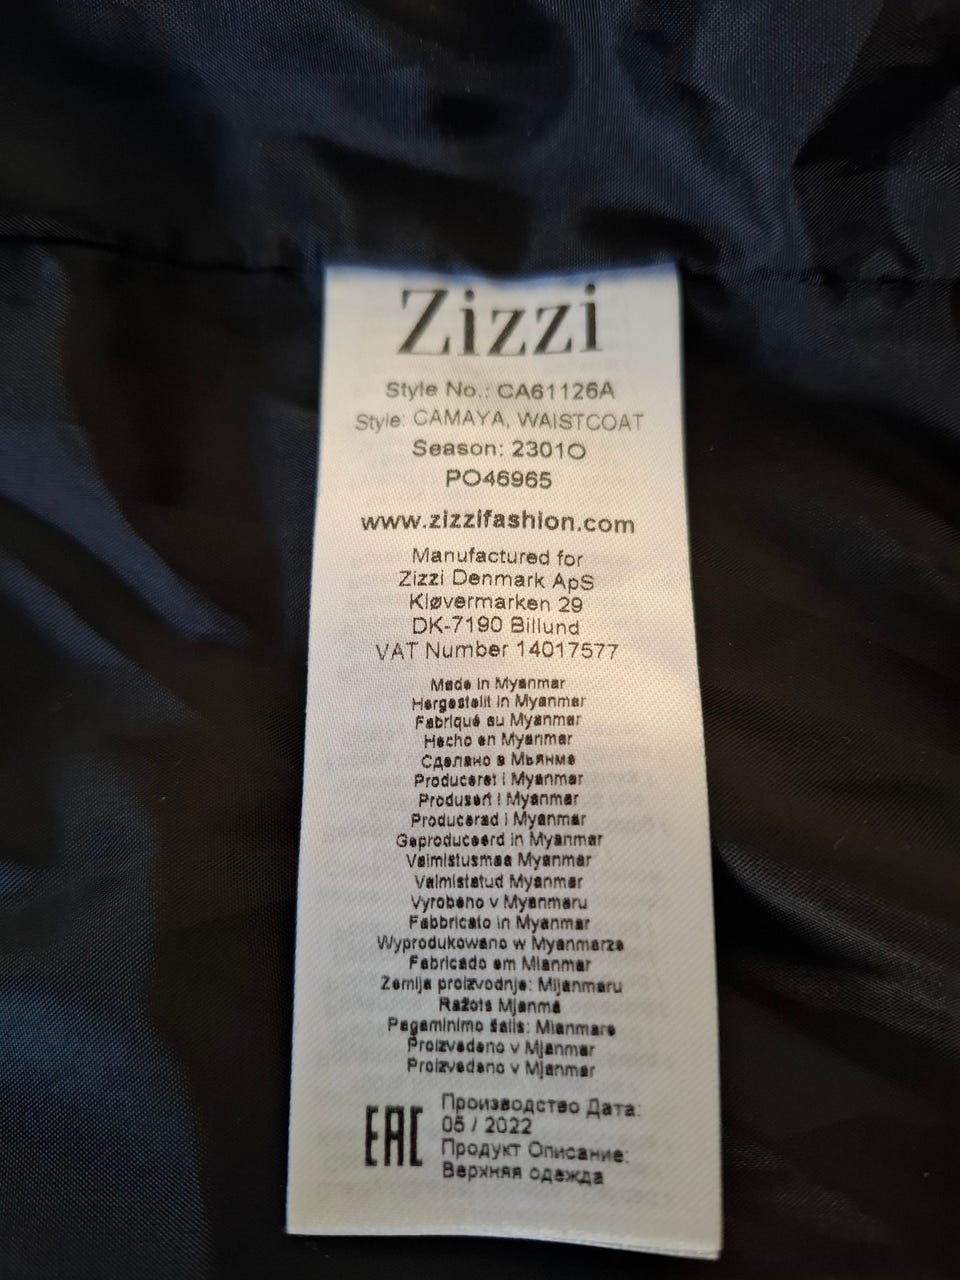 Zizzi
Style No.: CA61126A
Style: CAMAYA, WAISTCOAT
Season: 2301O
PO46965
www.zizzifashion.com
Manufactured for
Zizzi Denmark ApS
Kløvermarken 29
DK-7190 Billund
VAT Number 14017577
Made in Myanmar
Hergestellt in Myanmar
Fabriqué au Myanmar
Hecho en Myanmar
Сделано в Мьянме
Produceret i Myanmar
Produsert i Myanmar
Producerad i Myanmar
Geproduceerd in Myanmar
Valmistusmaa Myanmar
Valmistatud Myanmar
Vyrobeno v Myanmaru
Fabbricato in Myanmar
Wyprodukowano w Myanmarze
Fabricado em Mianmar
Zemlja proizvodnje: Mijanmaru
Ražots Mjanmā
Pagaminimo šalis: Mianmare
Proizvedeno v Mjanmar
Proizvedeno v Mjanmar
EAC
Производство Дата:
05 / 2022
Продукт Описание:
Верхняя одежда